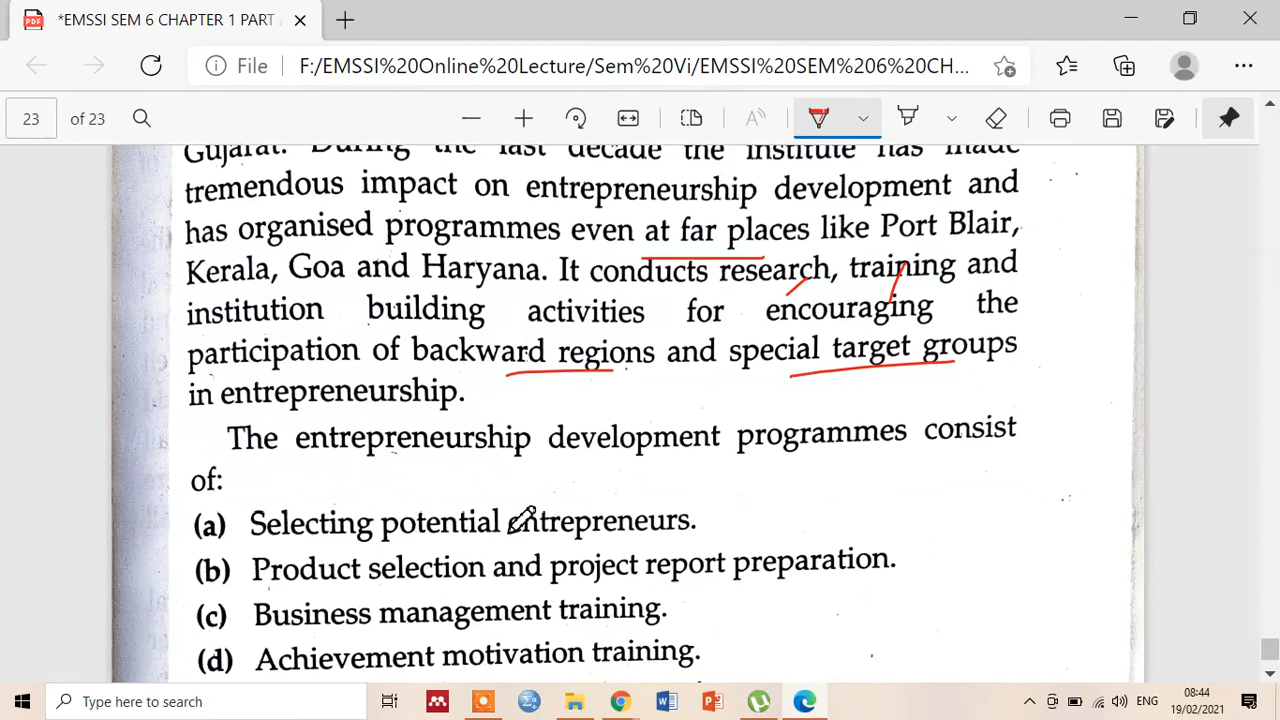 *EMSSI SEM 6 CHAPTER 1 PART
File
F:/EMSSI%20Online%20Lecture/Sem%20Vi/EMSSI%20SEM%206%20CH...
23 of 23
Gujarat. During the last decade the institute has made
tremendous impact on entrepreneurship development and
has organised programmes even at far places like Port Blair,
Kerala, Goa and Haryana. It conducts research, training and
institution building activities for encouraging the
participation of backward regions and special target groups
in entrepreneurship.
The entrepreneurship development programmes consist
of:
(a) Selecting potential entrepreneurs.
(b) Product selection and project report preparation.
(c) Business management training.
(d) Achievement motivation training.
Type here to search
ENG
08:44
19/02/2021